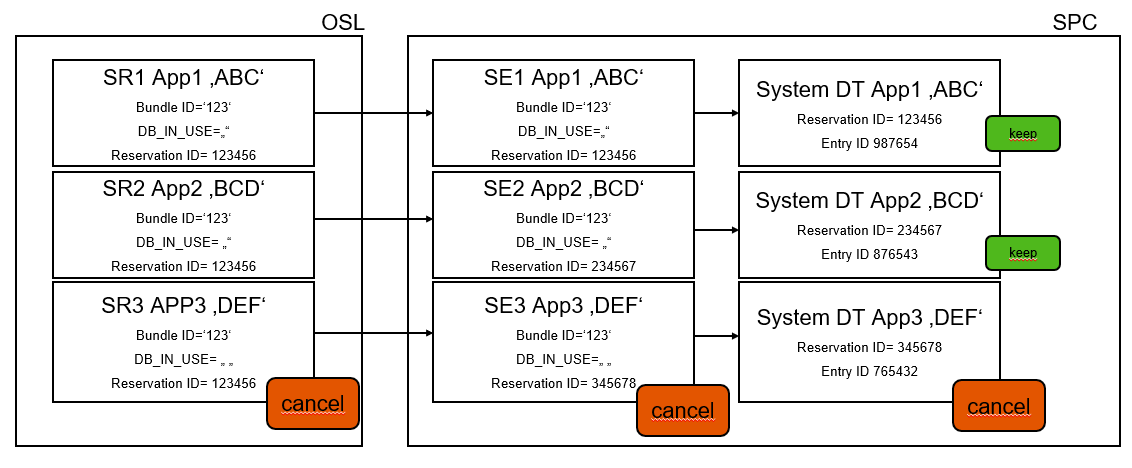 OSL
SPC
SR1 App1 ‚ABC‘
Bundle ID=‘123‘
DB_IN_USE=„“
Reservation ID= 123456
SE1 App1 ‚ABC‘
Bundle ID=‘123‘
DB_IN_USE=„“
Reservation ID= 123456
System DT App1 ‚ABC‘
Reservation ID= 123456
Entry ID 987654
keep
SR2 App2 ‚BCD‘
Bundle ID=‘123‘
DB_IN_USE= „“
Reservation ID= 123456
SE2 App2 ‚BCD‘
Bundle ID=‘123‘
DB_IN_USE= „“
Reservation ID= 234567
System DT App2 ‚BCD‘
Reservation ID= 234567
Entry ID 876543
keep
SR3 APP3 ‚DEF‘
Bundle ID=‘123‘
DB_IN_USE= „ „
Reservation ID= 123456
cancel
SE3 App3 ‚DEF‘
Bundle ID=‘123‘
DB_IN_USE=„ „
Reservation ID= 345678
cancel
System DT App3 ‚DEF‘
Reservation ID= 345678
Entry ID 765432
cancel